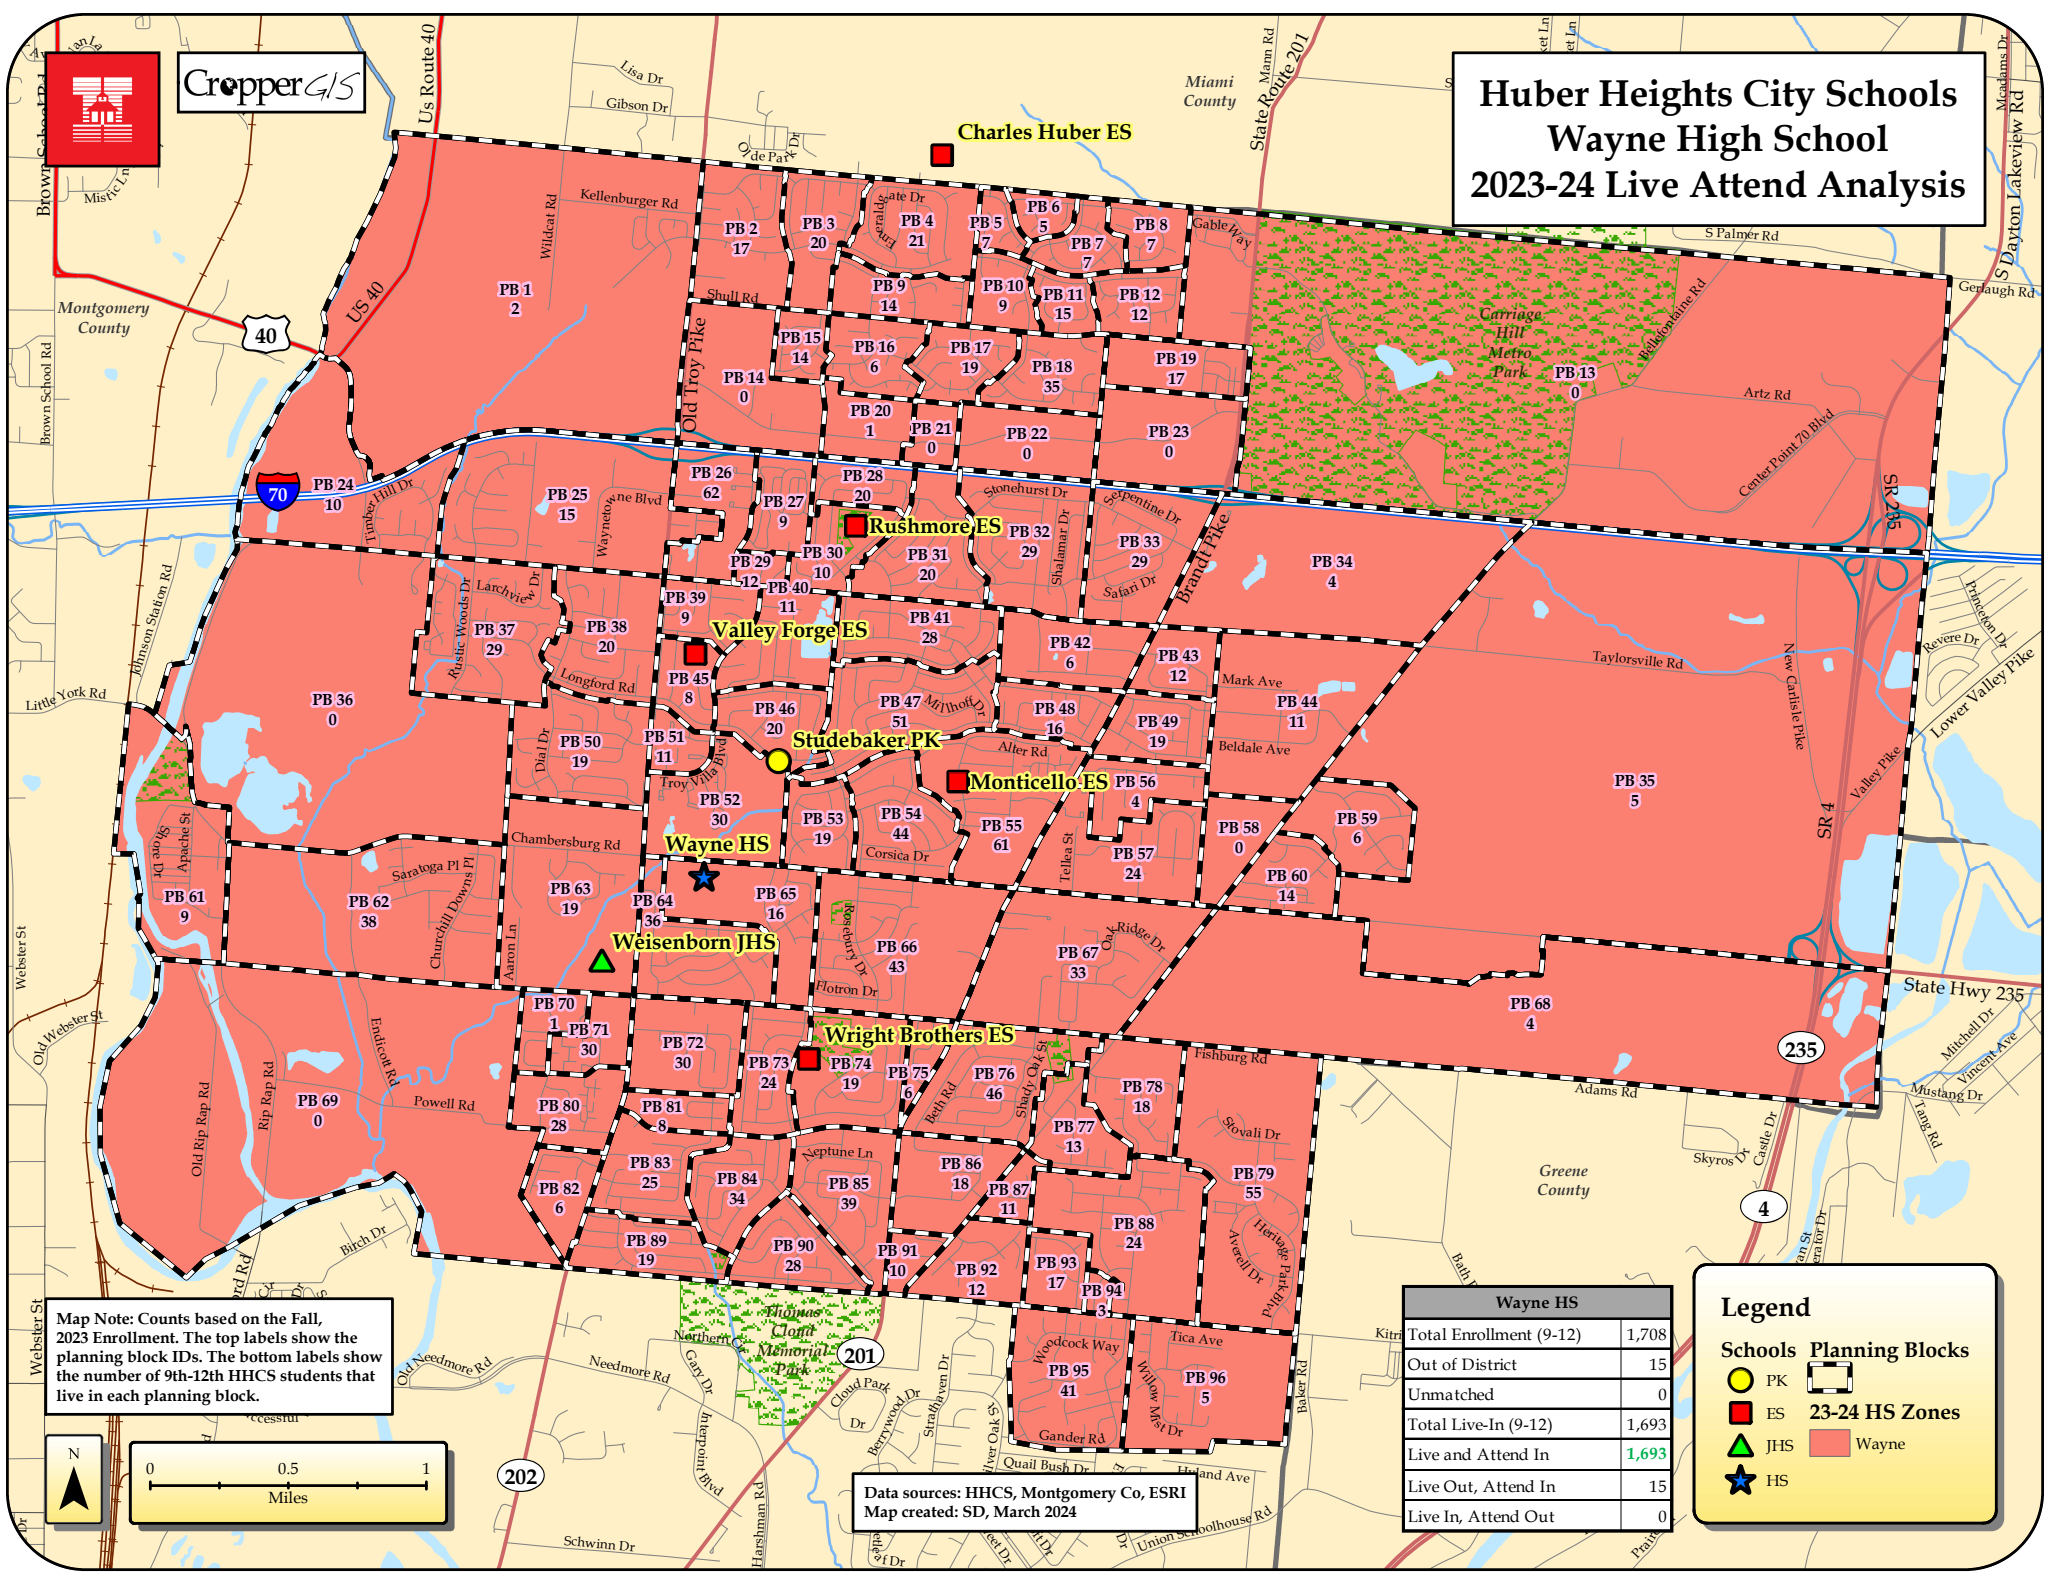 Huber Heights City Schools
Wayne High School
2023-24 Live Attend Analysis
Cropper GIS
Us Route 40
Lisa Dr
Gibson Dr
Olde Park Dr
Miami
County
Mann Rd
State Route 201
Mcadams Dr
S Dayton Lakeview Rd
Brown School Rd
Mistic Ln
Charles Huber ES
Kellenburger Rd
Wildcat Rd
Emerald
gate Dr
Gable Way
S Palmer Rd
Gerlaugh Rd
PB 1
2
PB 2
17
PB 3
20
PB 4
21
PB 5
7
PB 6
5
PB 7
7
PB 8
7
PB 9
14
PB 10
9
PB 11
15
PB 12
12
Montgomery
County
40
US 40
Shull Rd
Old Troy Pike
Carriage
Hill
Metro
Park
Bellefontaine Rd
PB 13
0
PB 14
0
PB 15
14
PB 16
6
PB 17
19
PB 18
35
PB 19
17
PB 20
1
PB 21
0
PB 22
0
PB 23
0
Artz Rd
Center Point 70 Blvd
SR 235
Brown School Rd
70
PB 24
10
Huber Hill Dr
PB 25
15
Waynetowne Blvd
PB 26
62
PB 27
9
PB 28
20
Rushmore ES
Stonehurst Dr
Serpentine Dr
Shalamar Dr
Safari Dr
Brandt Pike
PB 29
12
PB 30
10
PB 31
20
PB 32
29
PB 33
29
PB 34
4
PB 35
5
PB 36
0
Johnson Station Rd
Little York Rd
Rustic Woods Dr
Larchview Dr
PB 37
29
PB 38
20
PB 39
9
PB 40
11
Valley Forge ES
PB 41
28
PB 42
6
PB 43
12
PB 44
11
Mark Ave
Taylorsville Rd
New Carlisle Pike
Princeton Dr
Revere Dr
Lower Valley Pike
Valley Pike
SR 4
Longford Rd
PB 45
8
PB 46
20
PB 47
51
Millhoff Dr
PB 48
16
PB 49
19
Beldale Ave
Alter Rd
Dial Dr
PB 50
19
PB 51
11
Troy Villa Blvd
Studebaker PK
Monticello ES
PB 52
30
PB 53
19
PB 54
44
PB 55
61
PB 56
4
PB 57
24
PB 58
0
PB 59
6
PB 60
14
Tellea St
Corsica Dr
Wayne HS
Chambersburg Rd
Shore Dr
Apache St
PB 61
9
PB 62
38
Saratoga Pl
Churchill Downs Pl
Aaron Ln
PB 63
19
PB 64
36
PB 65
16
Weisenborn JHS
Rosebury Dr
PB 66
43
Flotron Dr
PB 67
33
Oak Ridge Dr
PB 68
4
State Hwy 235
235
Mitchell Dr
Vincent Ave
Mustang Dr
Tang Rd
Webster St
Old Webster St
Endicott Rd
PB 69
0
Old Rip Rap Rd
Rip Rap Rd
Powell Rd
PB 70
1
PB 71
30
PB 72
30
PB 73
24
Wright Brothers ES
PB 74
19
PB 75
6
Beth Rd
PB 76
46
Shady Oak St
PB 77
13
PB 78
18
Fishburg Rd
Adams Rd
Stovali Dr
PB 79
55
Heritage Park Blvd
Averell Dr
PB 80
28
PB 81
8
PB 82
6
PB 83
25
PB 84
34
Neptune Ln
PB 85
39
PB 86
18
PB 87
11
PB 88
24
PB 89
19
PB 90
28
PB 91
10
PB 92
12
PB 93
17
PB 94
3
PB 95
41
PB 96
5
Woodcock Way
Tica Ave
Willow Mist Dr
Gander Rd
Greene
County
Skyros Dr
Castle Dr
4
Birch Dr
Webster St
Old Needmore Rd
Needmore Rd
Northern Cir
Gary Dr
Interpoint Blvd
Harshman Rd
Schwinn Dr
202
Thomas
Cloud
Memorial
Park
201
Cloud Park
Dr
Berrywood Dr
Strathaven Dr
Quail Bush Dr
Union Schoolhouse Rd
Baker Rd
Map Note: Counts based on the Fall,
2023 Enrollment. The top labels show the
planning block IDs. The bottom labels show
the number of 9th-12th HHCS students that
live in each planning block.
N
0 0.5 1
Miles
Data sources: HHCS, Montgomery Co, ESRI
Map created: SD, March 2024
Wayne HS
Total Enrollment (9-12) 1,708
Out of District 15
Unmatched 0
Total Live-In (9-12) 1,693
Live and Attend In 1,693
Live Out, Attend In 15
Live In, Attend Out 0
Legend
Schools Planning Blocks
PK
ES 23-24 HS Zones
JHS Wayne
HS